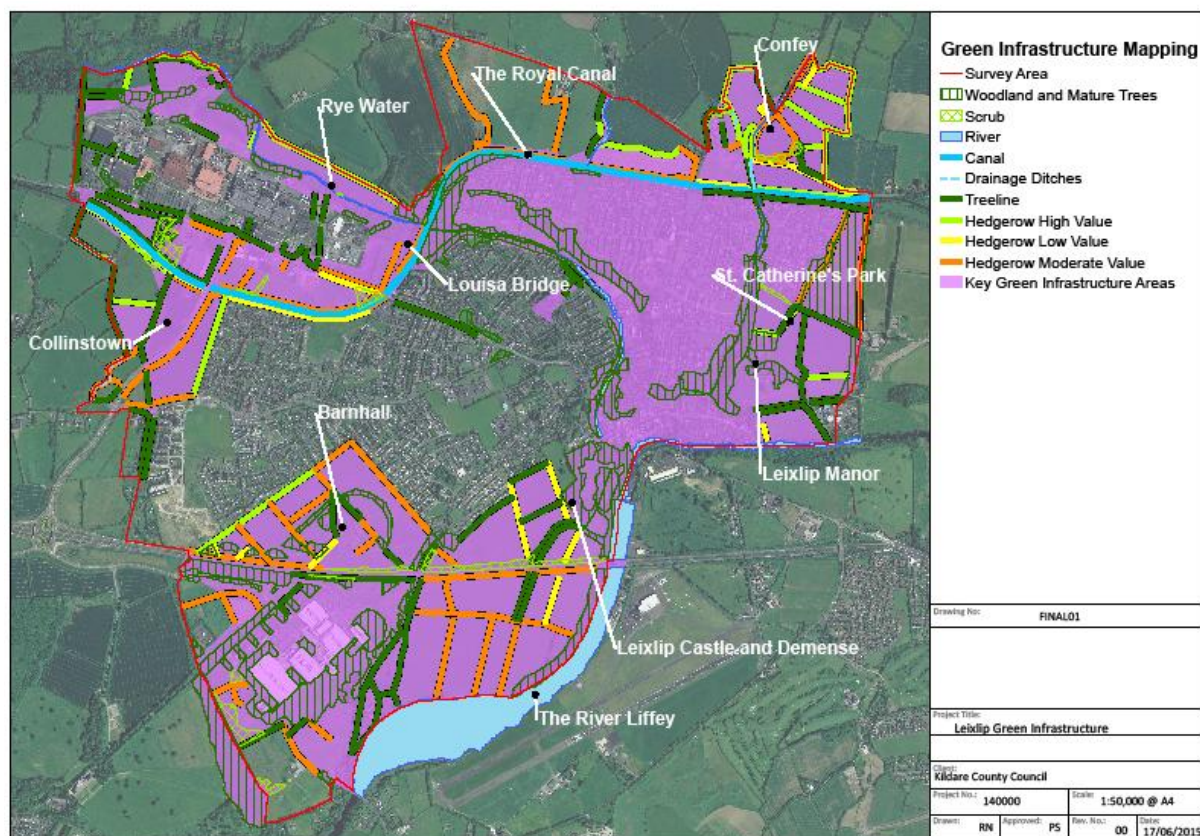 Confey
The Royal Canal
Rye Water
Louisa Bridge
St. Catherine's Park
Collinstown
Barnhall
Leixlip Manor
Leixlip Castle and Demense
The River Liffey
Green Infrastructure Mapping
Survey Area
Woodland and Mature Trees
Scrub
River
Canal
Drainage Ditches
Treeline
Hedgerow High Value
Hedgerow Low Value
Hedgerow Moderate Value
Key Green Infrastructure Areas
Drawing No: FINAL01
Project Title:
Leixlip Green Infrastructure
Client:
Kildare County Council
Project No.: 140000 Scale: 1:50,000 @ A4
Drawn: RN Approved: PS Rev. No.: 00 Date: 17/06/2015